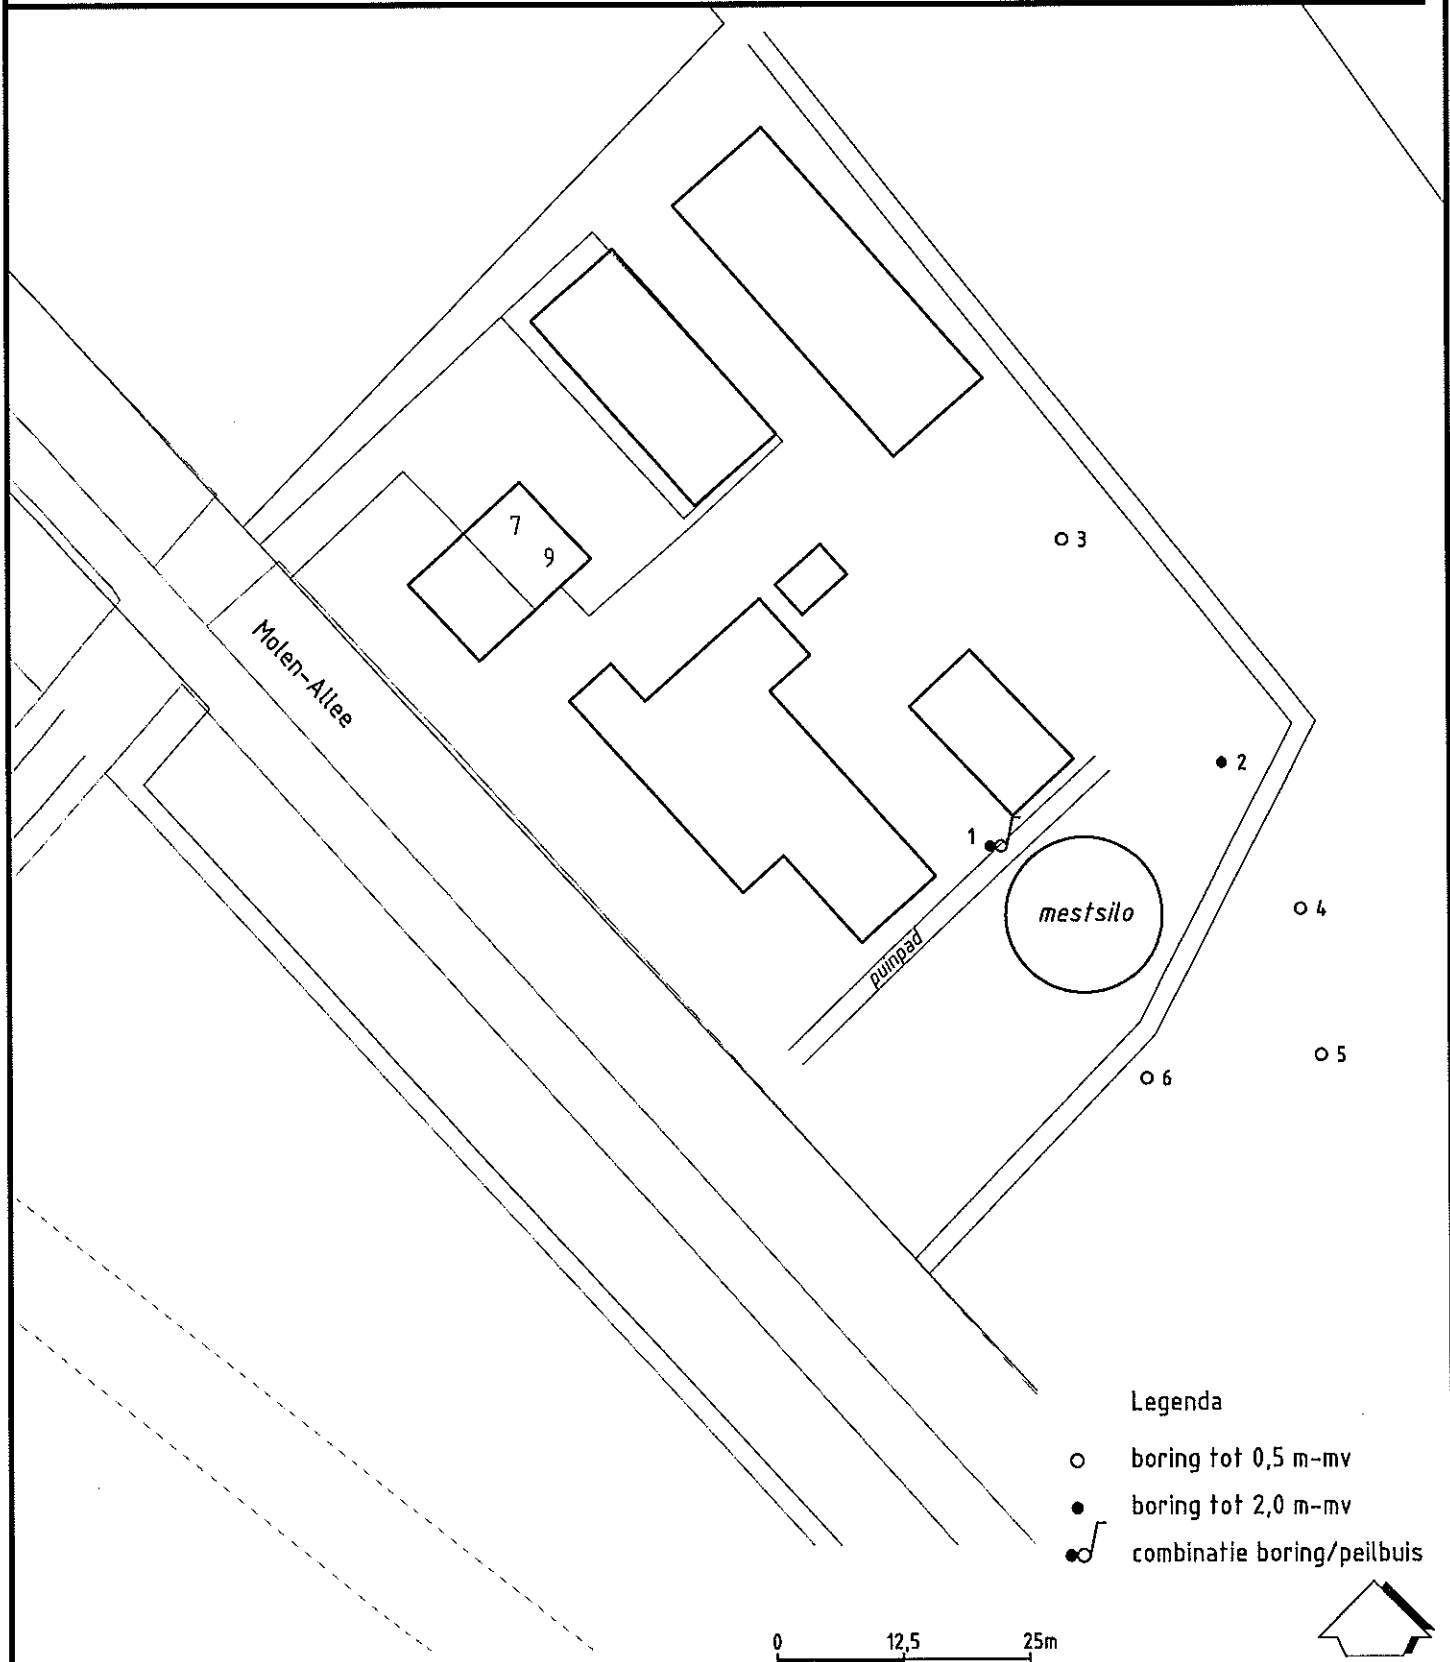 7
9
3
Molen-Allee
2
1
mestsilo
4
puinpad
5
6
Legenda
boring tot 0,5 m-mv
boring tot 2,0 m-mv
combinatie boring/peilbuis
0 12,5 25m